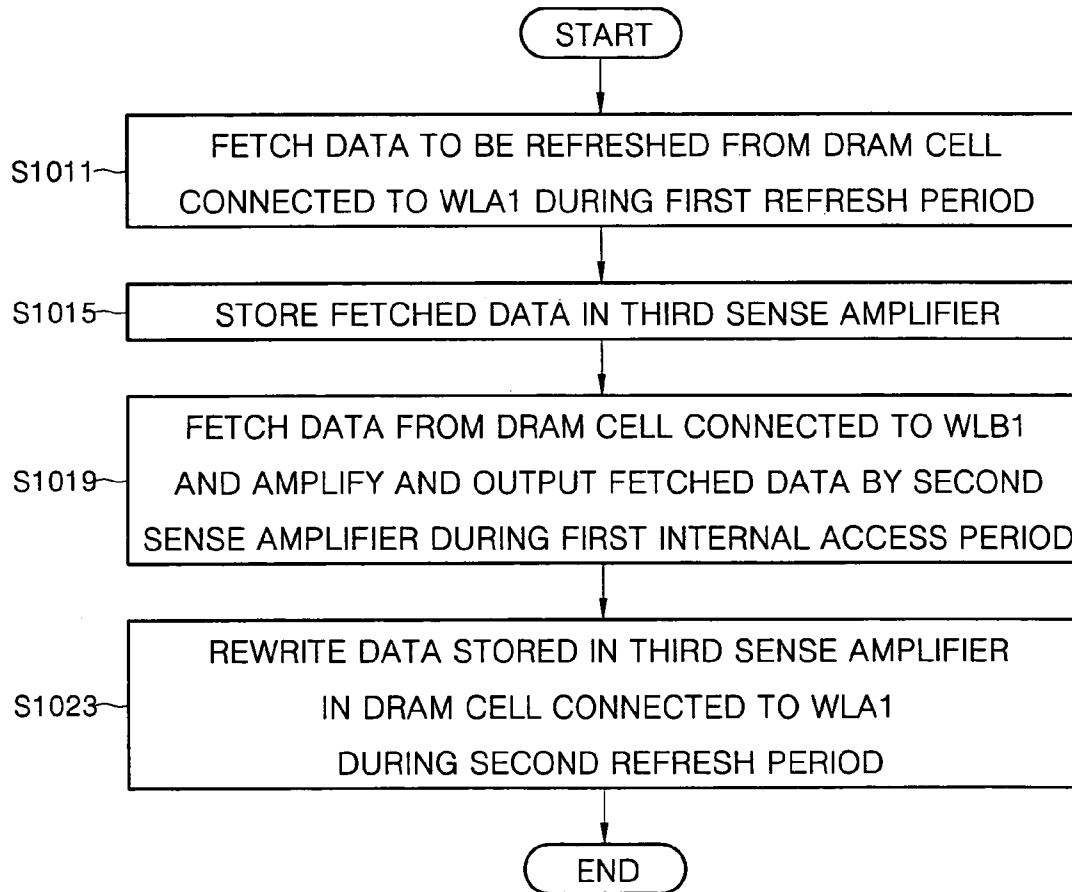 START
S1011
FETCH DATA TO BE REFRESHED FROM DRAM CELL
CONNECTED TO WLA1 DURING FIRST REFRESH PERIOD
S1015
STORE FETCHED DATA IN THIRD SENSE AMPLIFIER
S1019
FETCH DATA FROM DRAM CELL CONNECTED TO WLB1
AND AMPLIFY AND OUTPUT FETCHED DATA BY SECOND
SENSE AMPLIFIER DURING FIRST INTERNAL ACCESS PERIOD
S1023
REWRITE DATA STORED IN THIRD SENSE AMPLIFIER
IN DRAM CELL CONNECTED TO WLA1
DURING SECOND REFRESH PERIOD
END